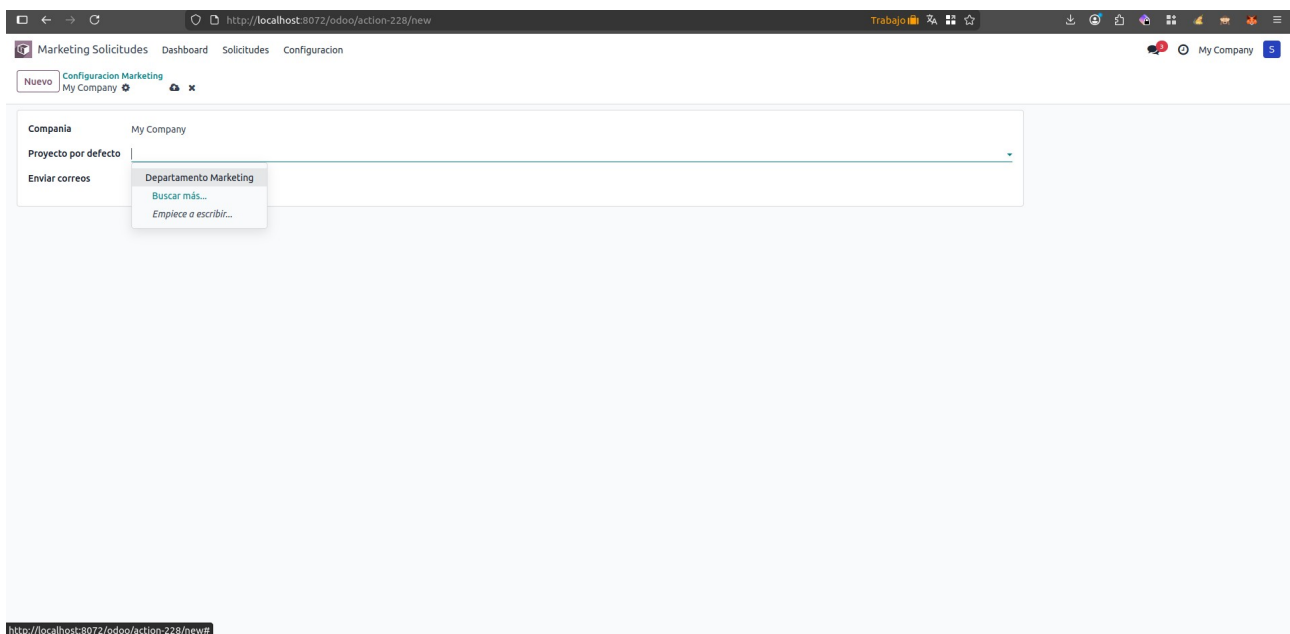 http://localhost:8072/odoo/action-228/new Trabajo
Marketing Solicitudes Dashboard Solicitudes Configuracion 3 My Company S
Nuevo Configuracion Marketing
My Company
Compania My Company
Proyecto por defecto
Enviar correos Departamento Marketing
Buscar más...
Empiece a escribir...
http://localhost:8072/odoo/action-228/new#